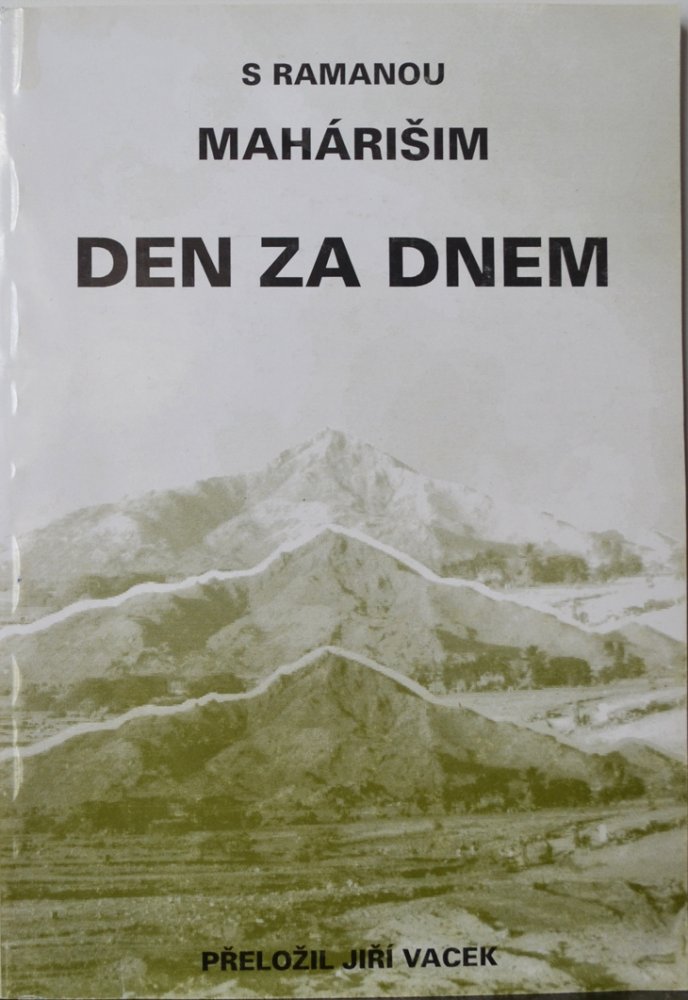 S RAMANOU
MAHÁRIŠIM
DEN ZA DNEM
PŘELOŽIL JIŘÍ VACEK